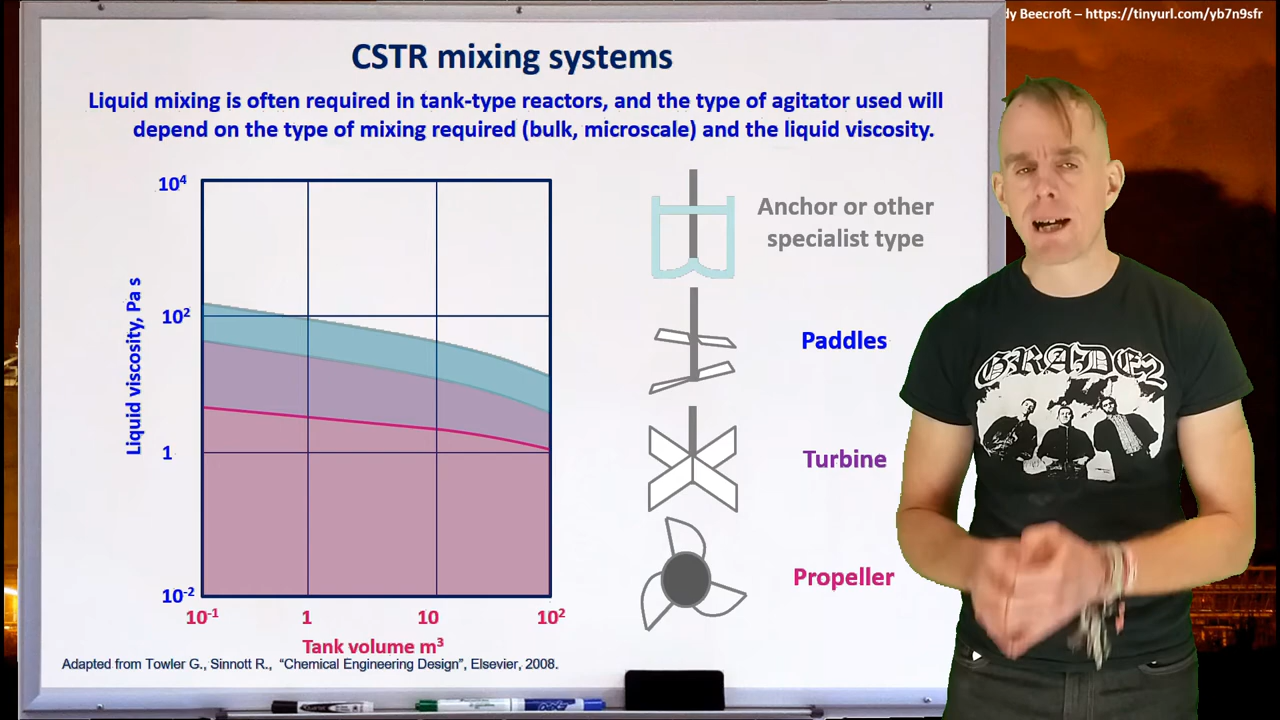 dy Beecroft – https://tinyurl.com/yb7n9sfr
CSTR mixing systems
Liquid mixing is often required in tank-type reactors, and the type of agitator used will
depend on the type of mixing required (bulk, microscale) and the liquid viscosity.
10⁴
10²
1
10⁻²
Liquid viscosity, Pa s
10⁻¹
1
10
10²
Tank volume m³
Adapted from Towler G., Sinnott R., “Chemical Engineering Design”, Elsevier, 2008.
Anchor or other
specialist type
Paddles
Turbine
Propeller
GRADE2